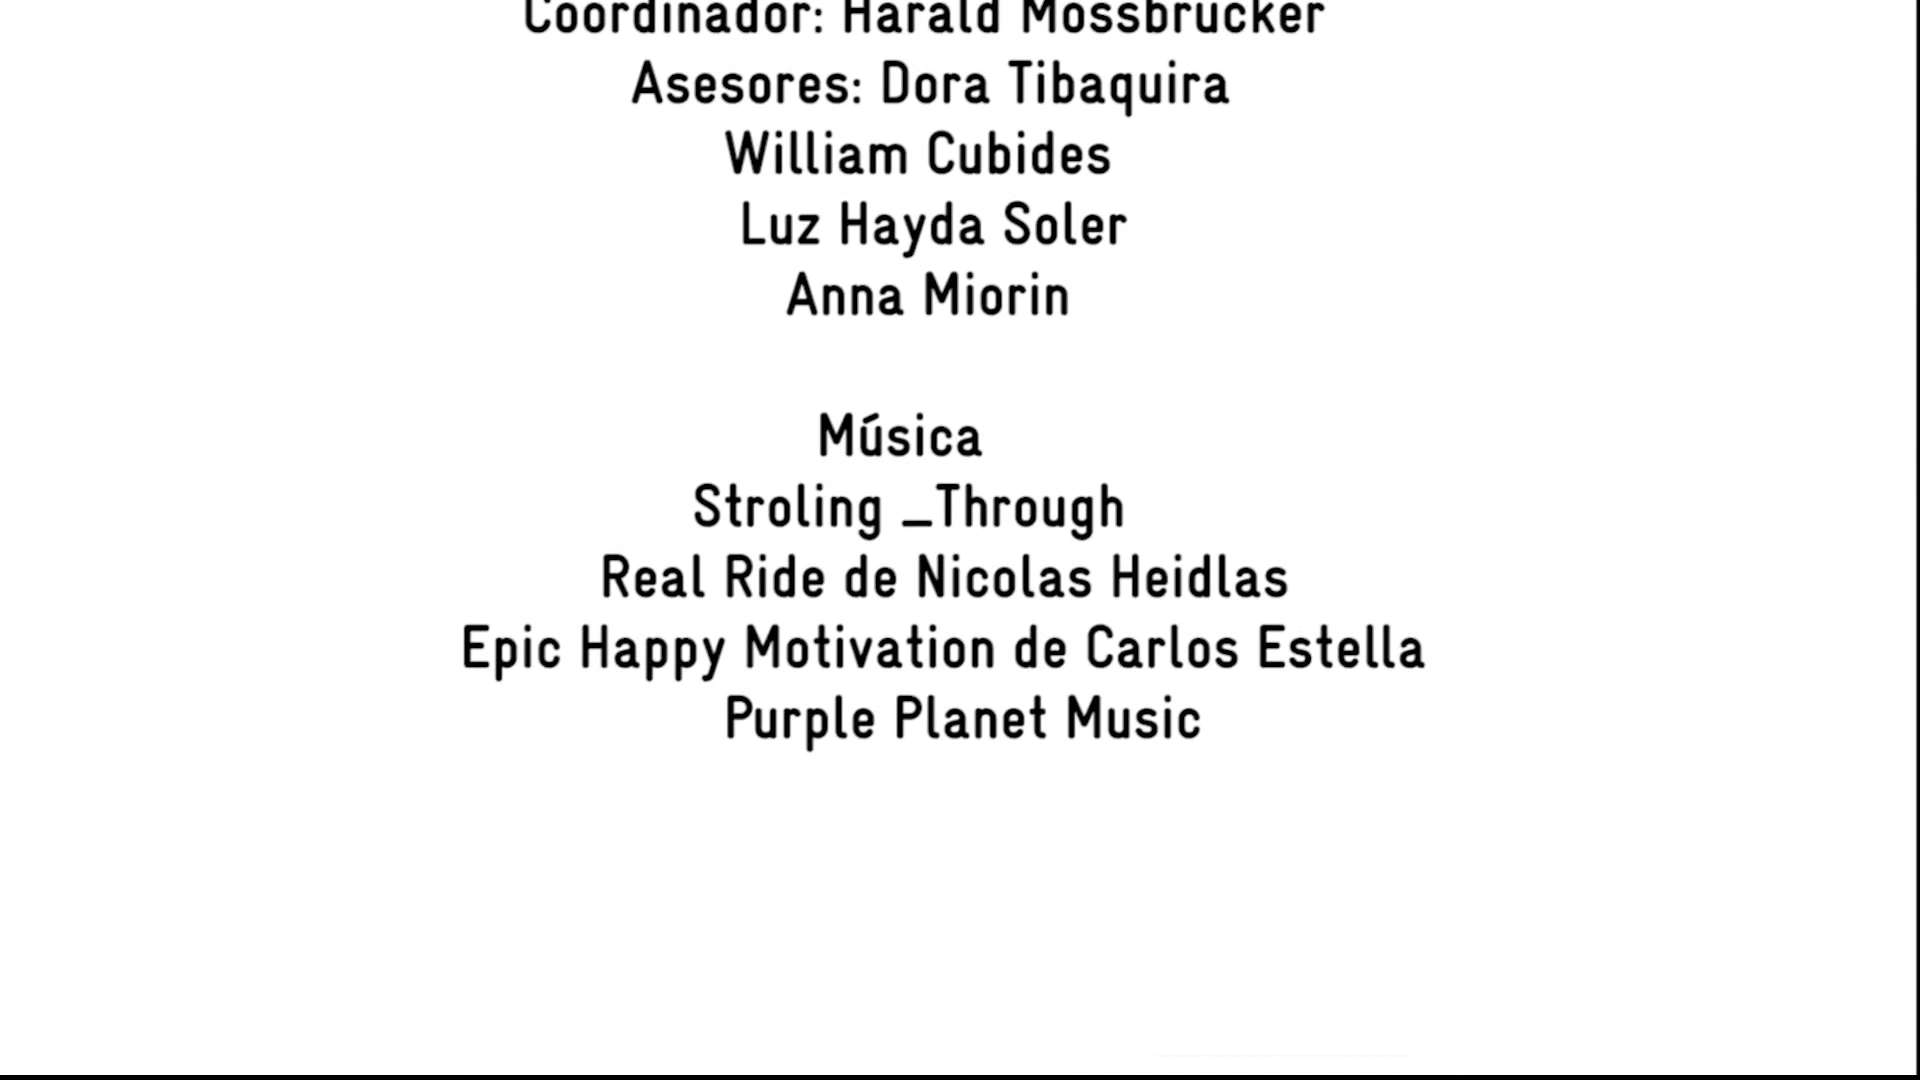 Coordinador: Harald Mossbrucker
Asesores: Dora Tibaquira
William Cubides
Luz Hayda Soler
Anna Miorin
Música
Stroling _Through
Real Ride de Nicolas Heidlas
Epic Happy Motivation de Carlos Estella
Purple Planet Music